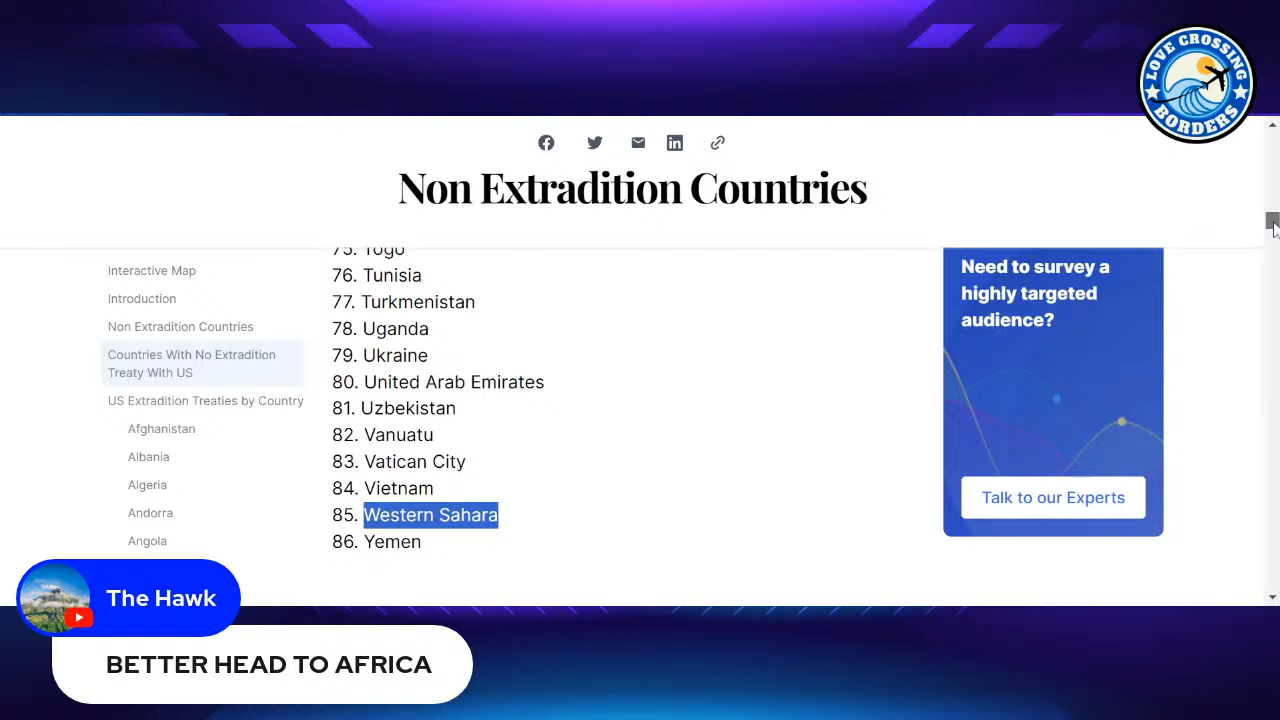 LOVE CROSSING
BORDERS
Non Extradition Countries
Interactive Map
Introduction
Non Extradition Countries
Countries With No Extradition
Treaty With US
US Extradition Treaties by Country
Afghanistan
Albania
Algeria
Andorra
Angola
75. Togo
76. Tunisia
77. Turkmenistan
78. Uganda
79. Ukraine
80. United Arab Emirates
81. Uzbekistan
82. Vanuatu
83. Vatican City
84. Vietnam
85. Western Sahara
86. Yemen
Need to survey a
highly targeted
audience?
Talk to our Experts
The Hawk
BETTER HEAD TO AFRICA